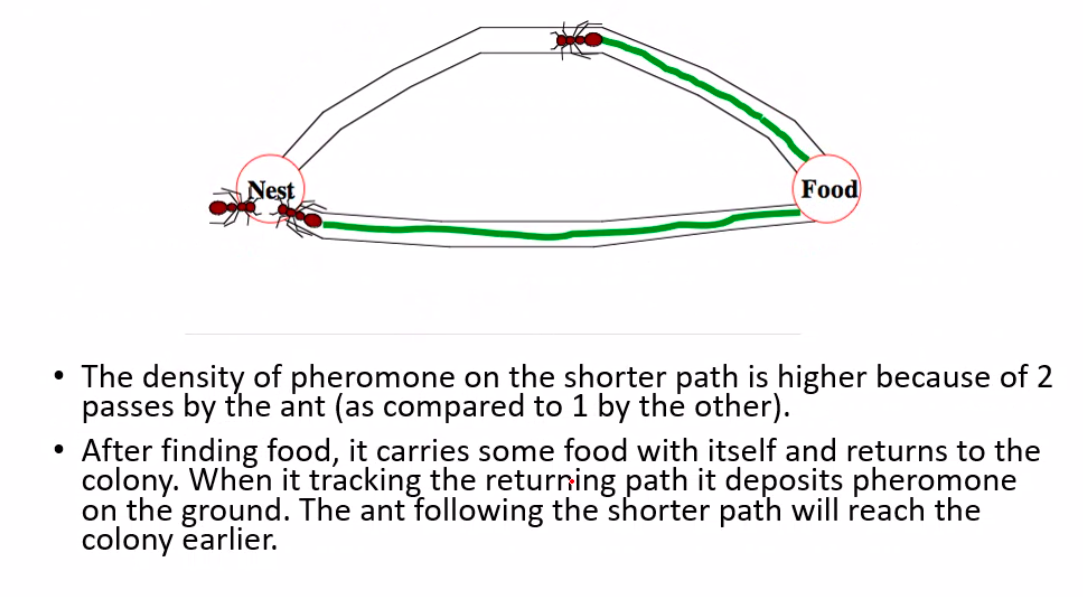 Nest
Food
• The density of pheromone on the shorter path is higher because of 2
passes by the ant (as compared to 1 by the other).
• After finding food, it carries some food with itself and returns to the
colony. When it tracking the returning path it deposits pheromone
on the ground. The ant following the shorter path will reach the
colony earlier.